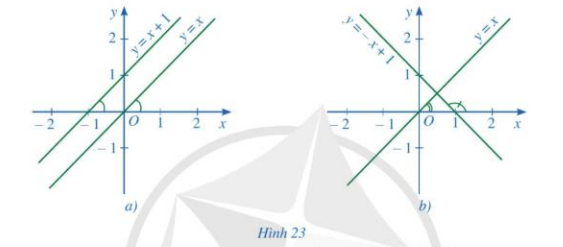 y
y = x + 1
y = x
2
1
– 2
– 1
O
1
2
x
– 1
a)
y
y = – x + 1
y = x
2
1
– 2
– 1
O
1
2
x
– 1
b)
Hình 23